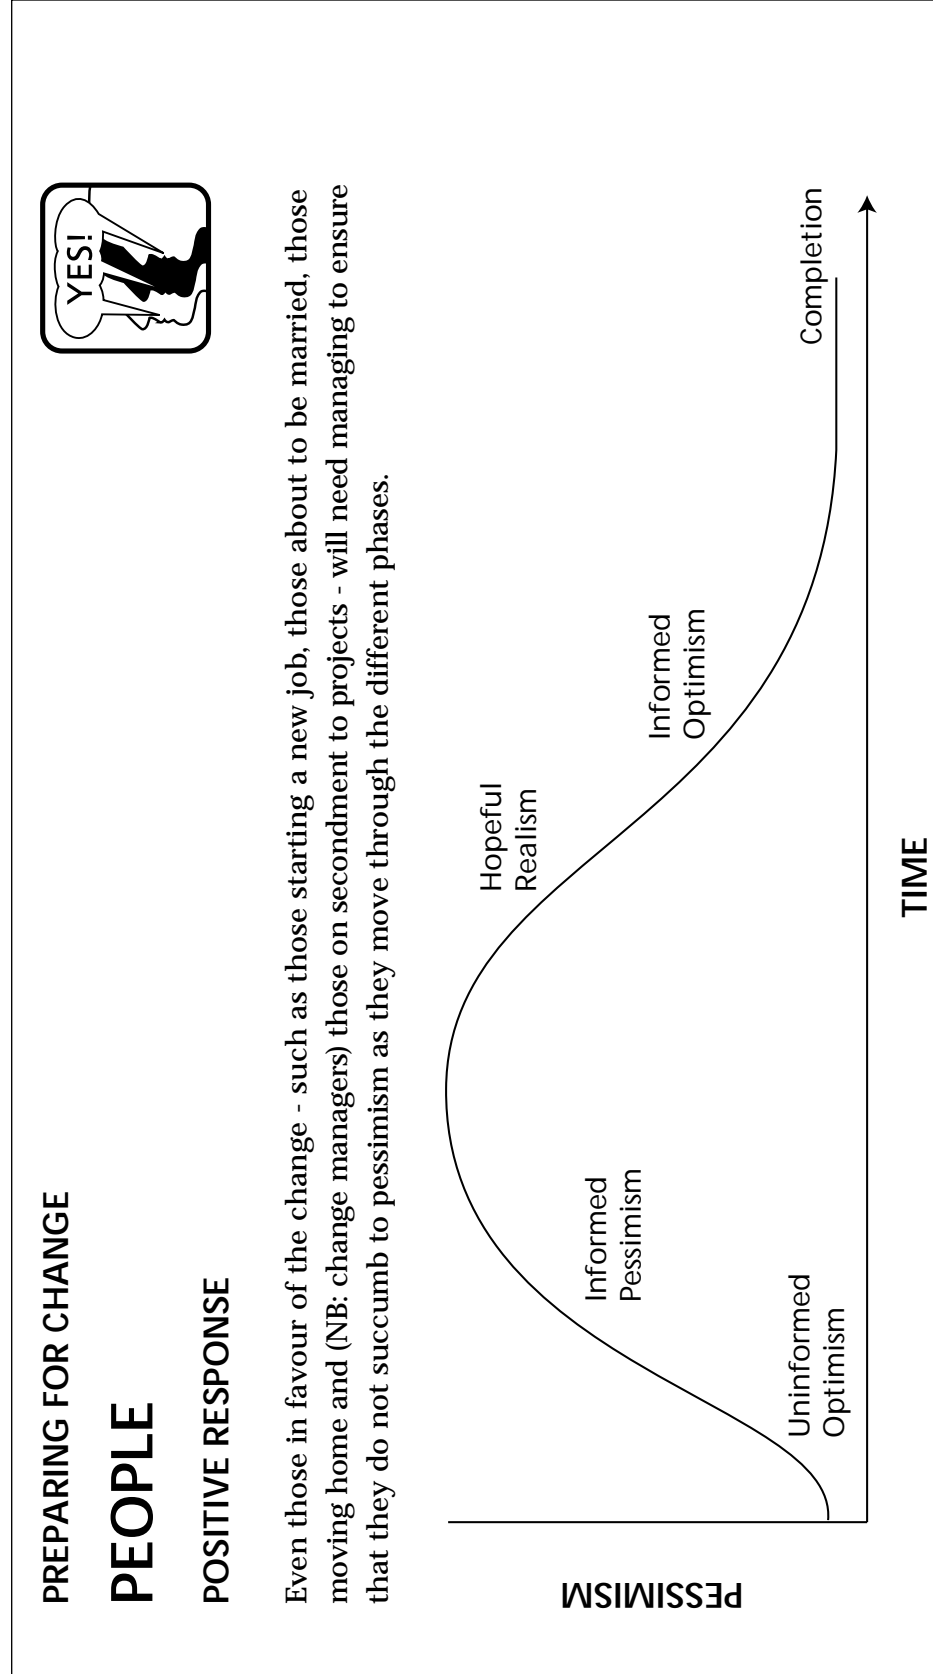 PREPARING FOR CHANGE
PEOPLE
POSITIVE RESPONSE
YES!
Even those in favour of the change - such as those starting a new job, those about to be married, those
moving home and (NB: change managers) those on secondment to projects - will need managing to ensure
that they do not succumb to pessimism as they move through the different phases.
PESSIMISM
Uninformed
Optimism
Informed
Pessimism
Hopeful
Realism
Informed
Optimism
Completion
TIME